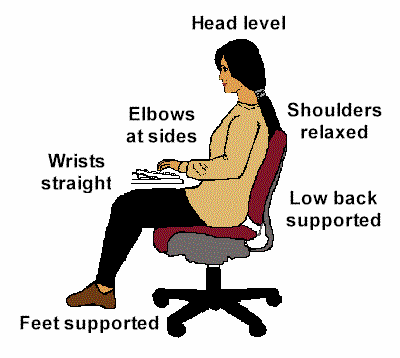 Head level
Elbows
at sides
Shoulders
relaxed
Wrists
straight
Low back
supported
Feet supported